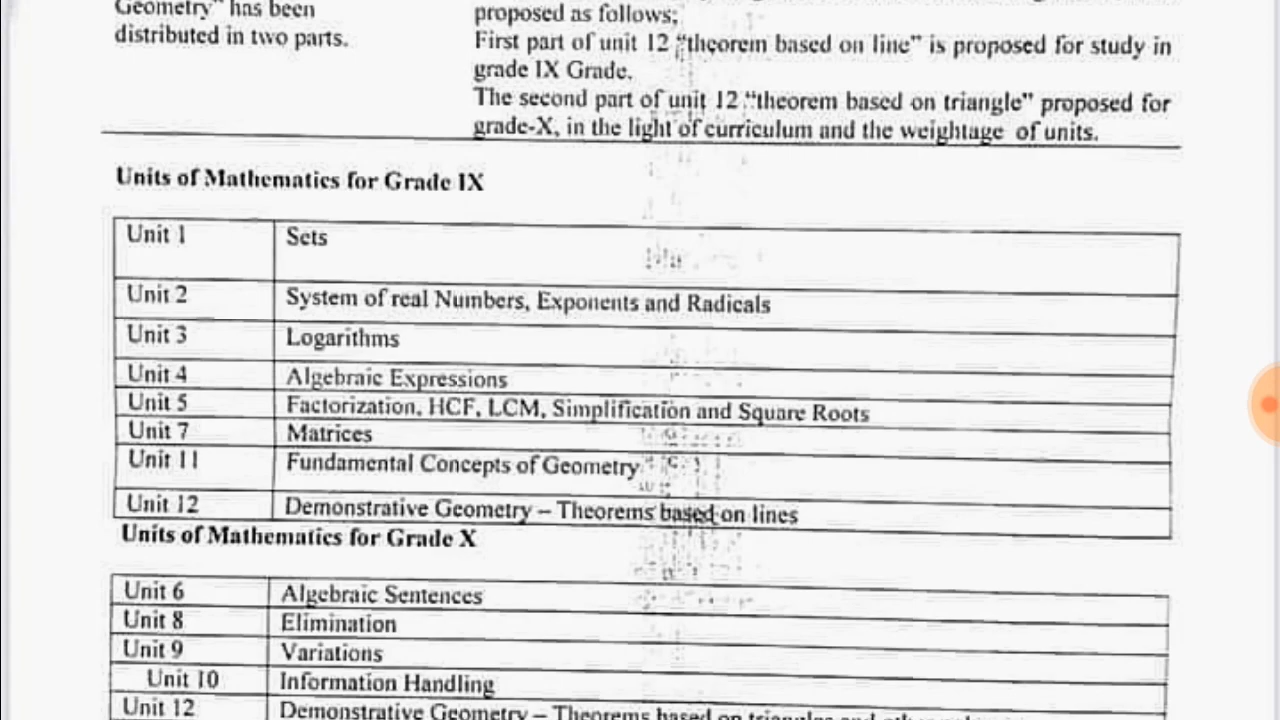 Geometry" has been
distributed in two parts.
proposed as follows;
First part of unit 12 "theorem based on line" is proposed for study in
grade IX Grade.
The second part of unit 12 "theorem based on triangle" proposed for
grade-X, in the light of curriculum and the weightage of units.
Units of Mathematics for Grade IX
Unit 1 Sets
Unit 2 System of real Numbers, Exponents and Radicals
Unit 3 Logarithms
Unit 4 Algebraic Expressions
Unit 5 Factorization, HCF, LCM, Simplification and Square Roots
Unit 7 Matrices
Unit 11 Fundamental Concepts of Geometry
Unit 12 Demonstrative Geometry – Theorems based on lines
Units of Mathematics for Grade X
Unit 6 Algebraic Sentences
Unit 8 Elimination
Unit 9 Variations
Unit 10 Information Handling
Unit 12 Demonstrative Geometry – Theorems based on triangles and other